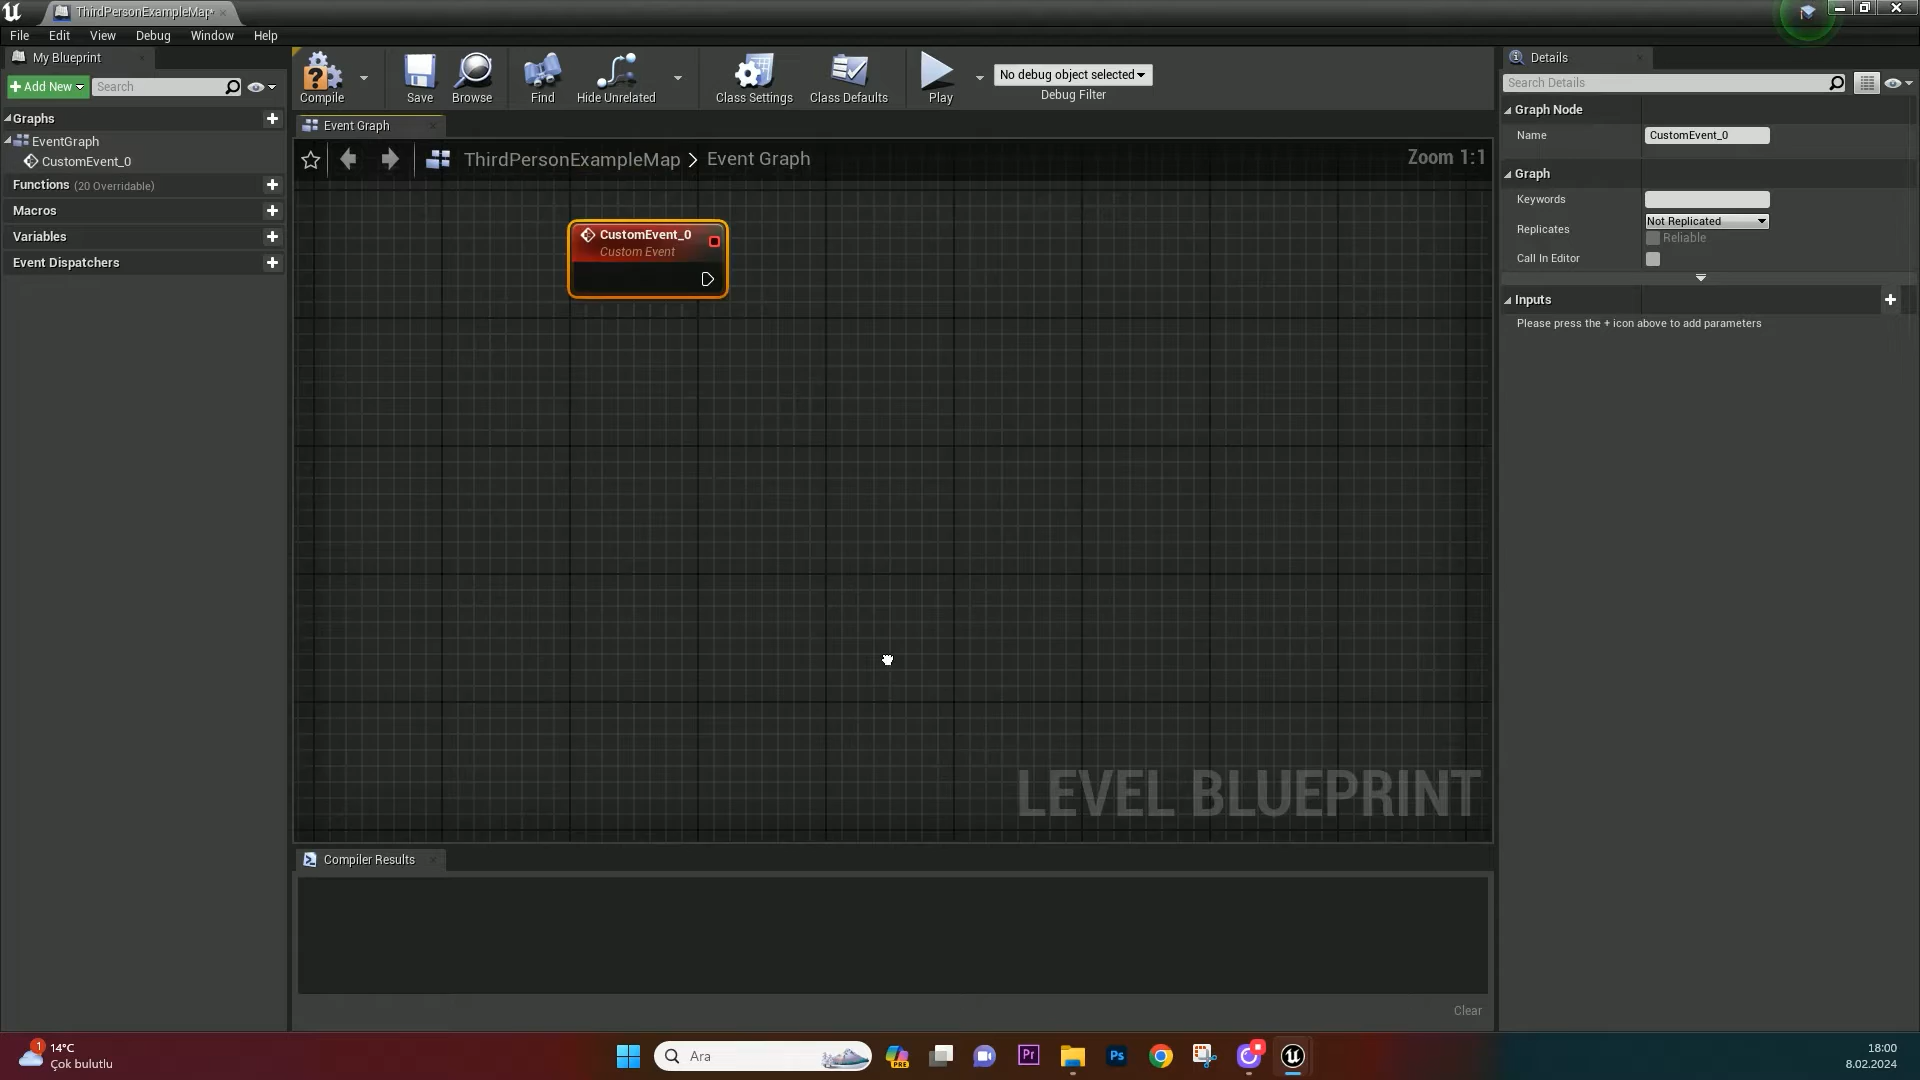 ThirdPersonExampleMap*
File Edit View Debug Window Help
My Blueprint
Add New Search
Graphs
EventGraph
CustomEvent_0
Functions (20 Overridable)
Macros
Variables
Event Dispatchers
Compile Save Browse Find Hide Unrelated Class Settings Class Defaults Play
No debug object selected
Debug Filter
Event Graph
ThirdPersonExampleMap > Event Graph
Zoom 1:1
CustomEvent_0
Custom Event
LEVEL BLUEPRINT
Compiler Results
Clear
Details
Search Details
Graph Node
Name CustomEvent_0
Graph
Keywords
Replicates Not Replicated
Reliable
Call In Editor
Inputs
Please press the + icon above to add parameters
1
14°C
Çok bulutlu
Ara
PRE
Pr
Ps
18:00
8.02.2024